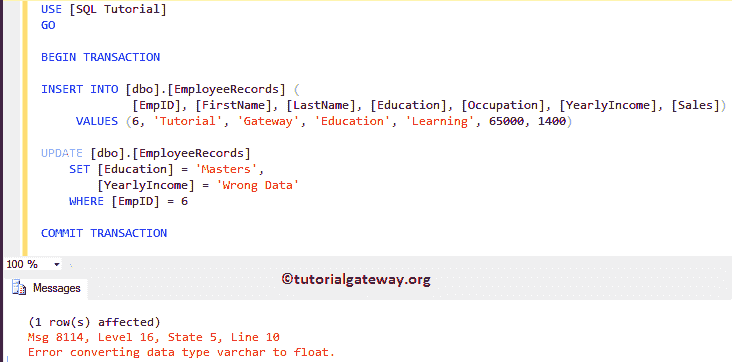 USE [SQL Tutorial]
GO
BEGIN TRANSACTION
INSERT INTO [dbo].[EmployeeRecords] (
[EmpID], [FirstName], [LastName], [Education], [Occupation], [YearlyIncome], [Sales])
VALUES (6, 'Tutorial', 'Gateway', 'Education', 'Learning', 65000, 1400)
UPDATE [dbo].[EmployeeRecords]
SET [Education] = 'Masters',
[YearlyIncome] = 'Wrong Data'
WHERE [EmpID] = 6
COMMIT TRANSACTION
100 %
©tutorialgateway.org
Messages
(1 row(s) affected)
Msg 8114, Level 16, State 5, Line 10
Error converting data type varchar to float.